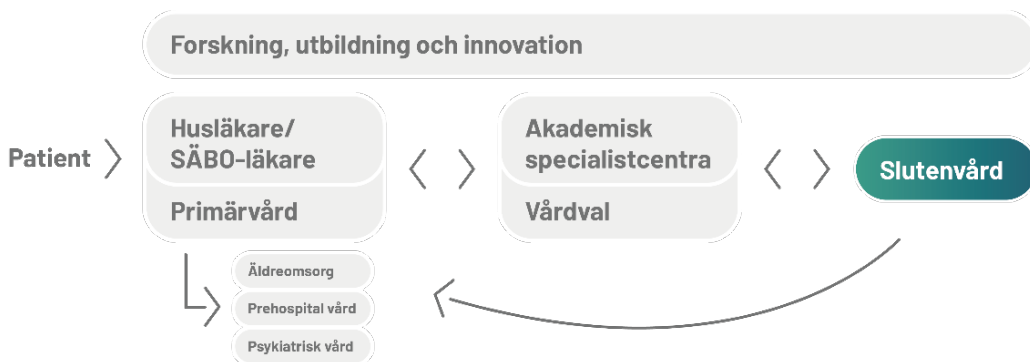 Forskning, utbildning och innovation
Patient
Husläkare/
SÄBO-läkare
Primärvård
Akademisk
specialistcentra
Vårdval
Slutenvård
Äldreomsorg
Prehospital vård
Psykiatrisk vård